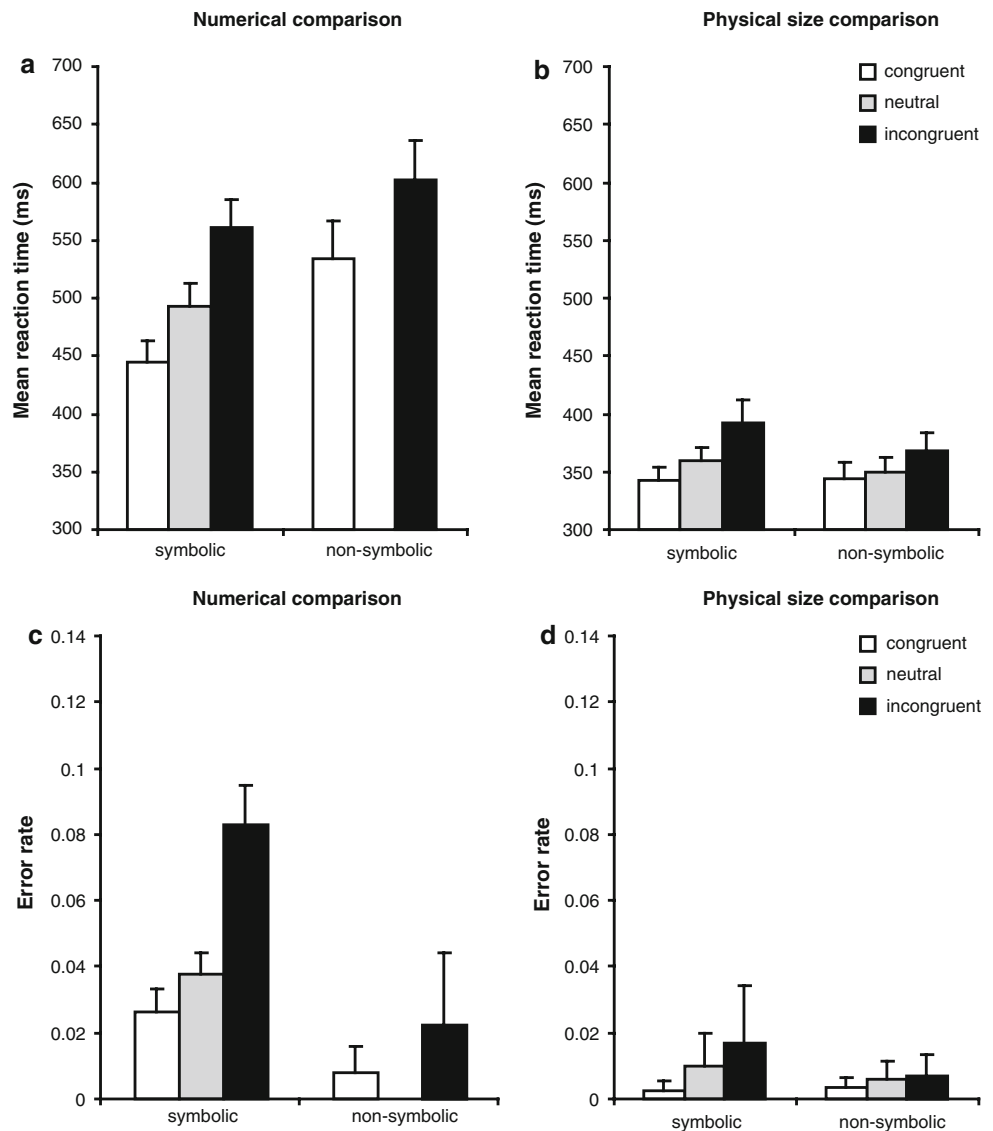 Numerical comparison
Physical size comparison
a
700
650
600
550
500
450
400
350
300
Mean reaction time (ms)
symbolic
non-symbolic
b
700
650
600
550
500
450
400
350
300
Mean reaction time (ms)
congruent
neutral
incongruent
symbolic
non-symbolic
Numerical comparison
Physical size comparison
c
0.14
0.12
0.1
0.08
0.06
0.04
0.02
0
Error rate
symbolic
non-symbolic
d
0.14
0.12
0.1
0.08
0.06
0.04
0.02
0
Error rate
congruent
neutral
incongruent
symbolic
non-symbolic